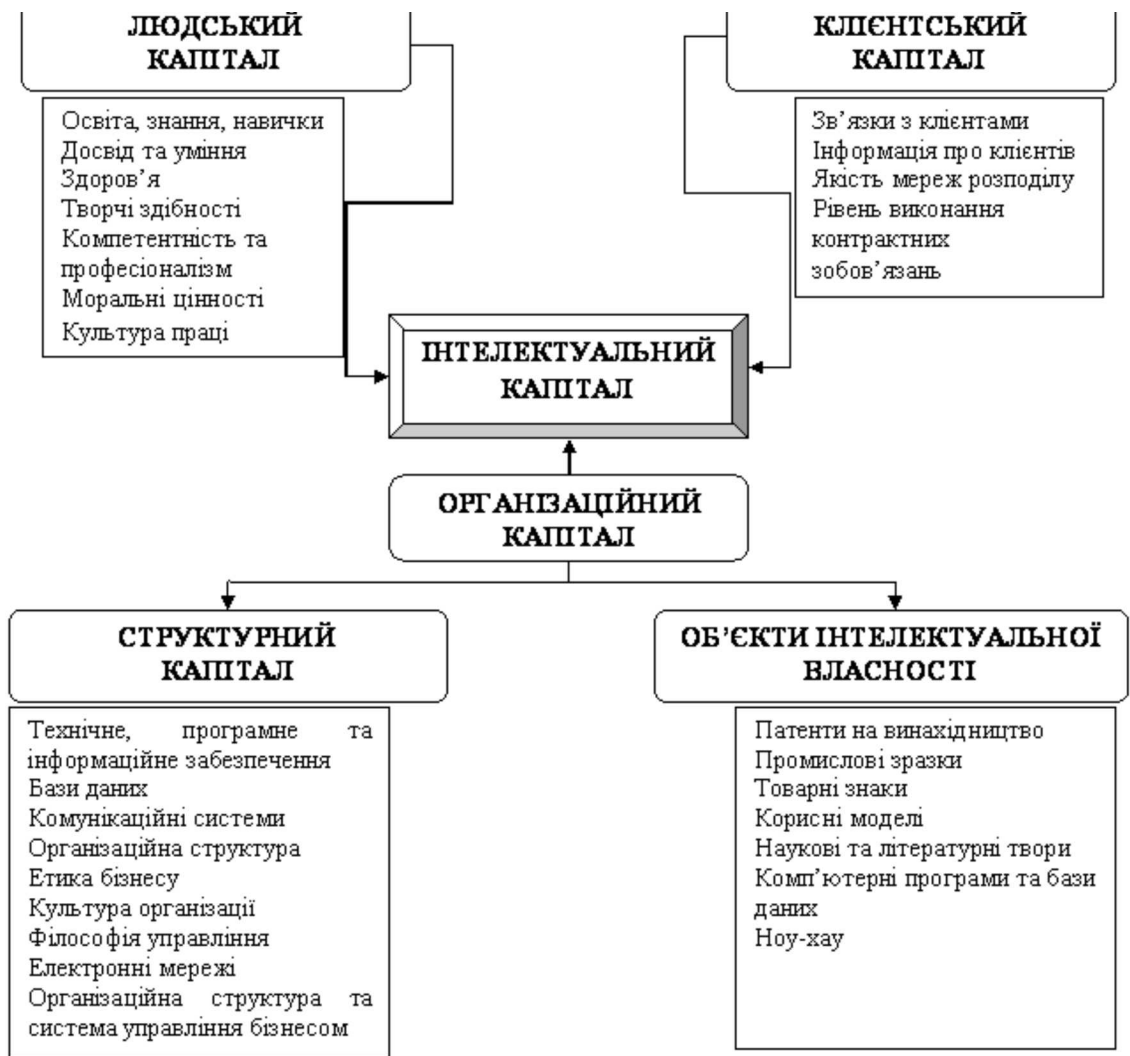 ЛЮДСЬКИЙ
КАПІТАЛ
Освіта, знання, навички
Досвід та уміння
Здоров’я
Творчі здібності
Компетентність та
професіоналізм
Моральні цінності
Культура праці
КЛІЄНТСЬКИЙ
КАПІТАЛ
Зв’язки з клієнтами
Інформація про клієнтів
Якість мереж розподілу
Рівень виконання
контрактних
зобов’язань
ІНТЕЛЕКТУАЛЬНИЙ
КАПІТАЛ
ОРГАНІЗАЦІЙНИЙ
КАПІТАЛ
СТРУКТУРНИЙ
КАПІТАЛ
Технічне, програмне та
інформаційне забезпечення
Бази даних
Комунікаційні системи
Організаційна структура
Етика бізнесу
Культура організації
Філософія управління
Електронні мережі
Організаційна структура та
система управління бізнесом
ОБ’ЄКТИ ІНТЕЛЕКТУАЛЬНОЇ
ВЛАСНОСТІ
Патенти на винахідництво
Промислові зразки
Товарні знаки
Корисні моделі
Наукові та літературні твори
Комп’ютерні програми та бази
даних
Ноу-хау